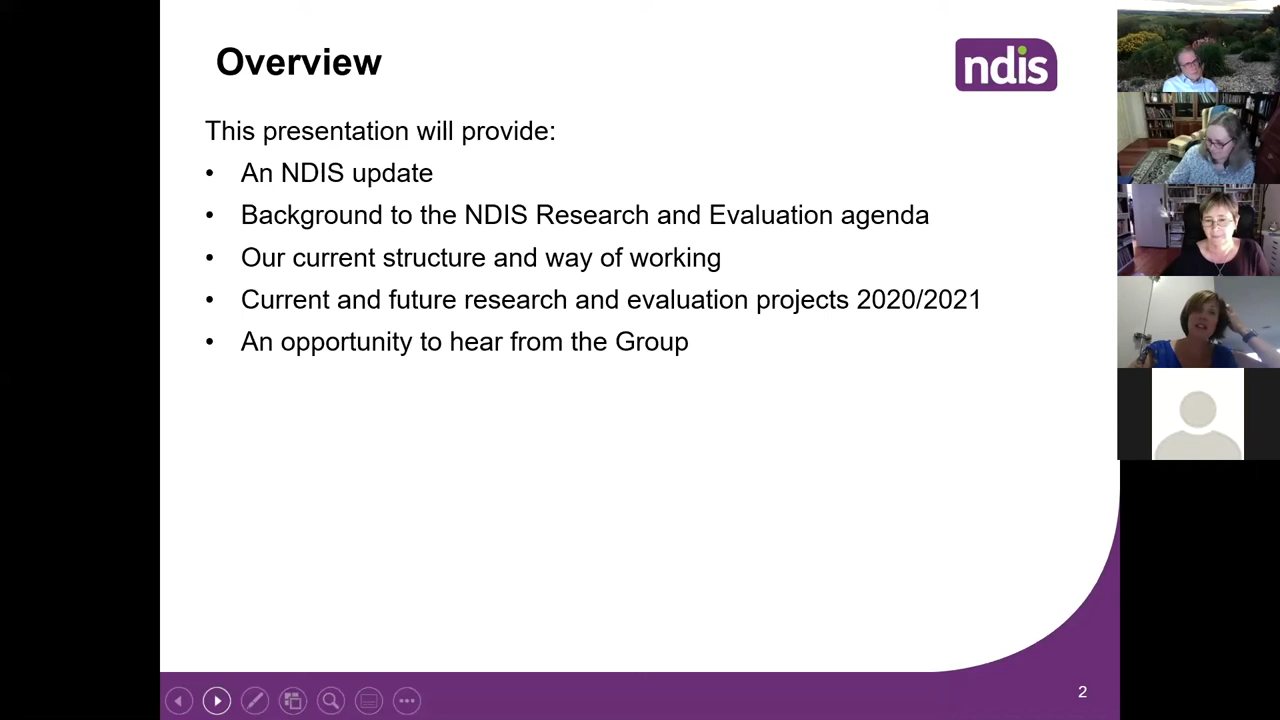 Overview
ndis
This presentation will provide:
• An NDIS update
• Background to the NDIS Research and Evaluation agenda
• Our current structure and way of working
• Current and future research and evaluation projects 2020/2021
• An opportunity to hear from the Group
2